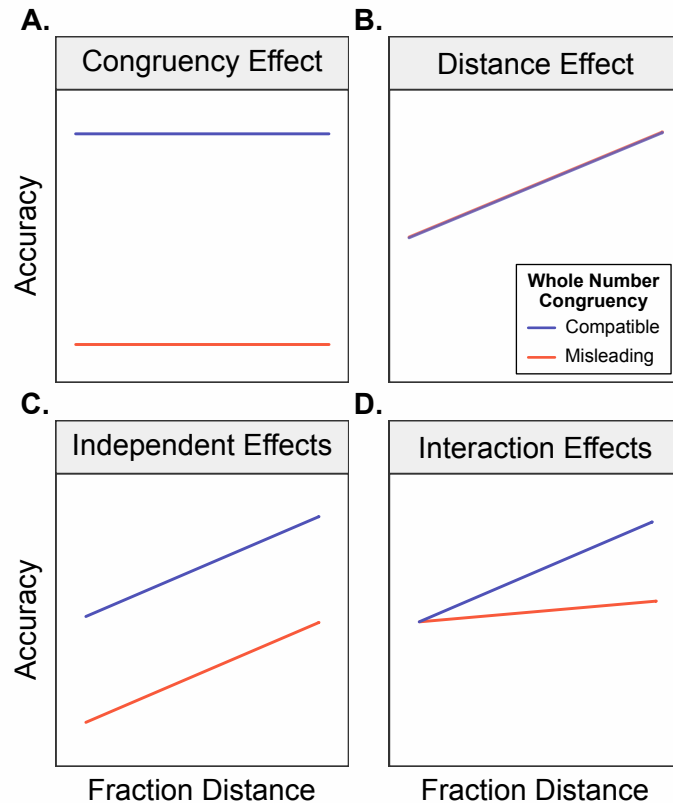 A.
Congruency Effect
B.
Distance Effect
Accuracy
Whole Number
Congruency
Compatible
Misleading
C.
Independent Effects
D.
Interaction Effects
Accuracy
Fraction Distance
Fraction Distance